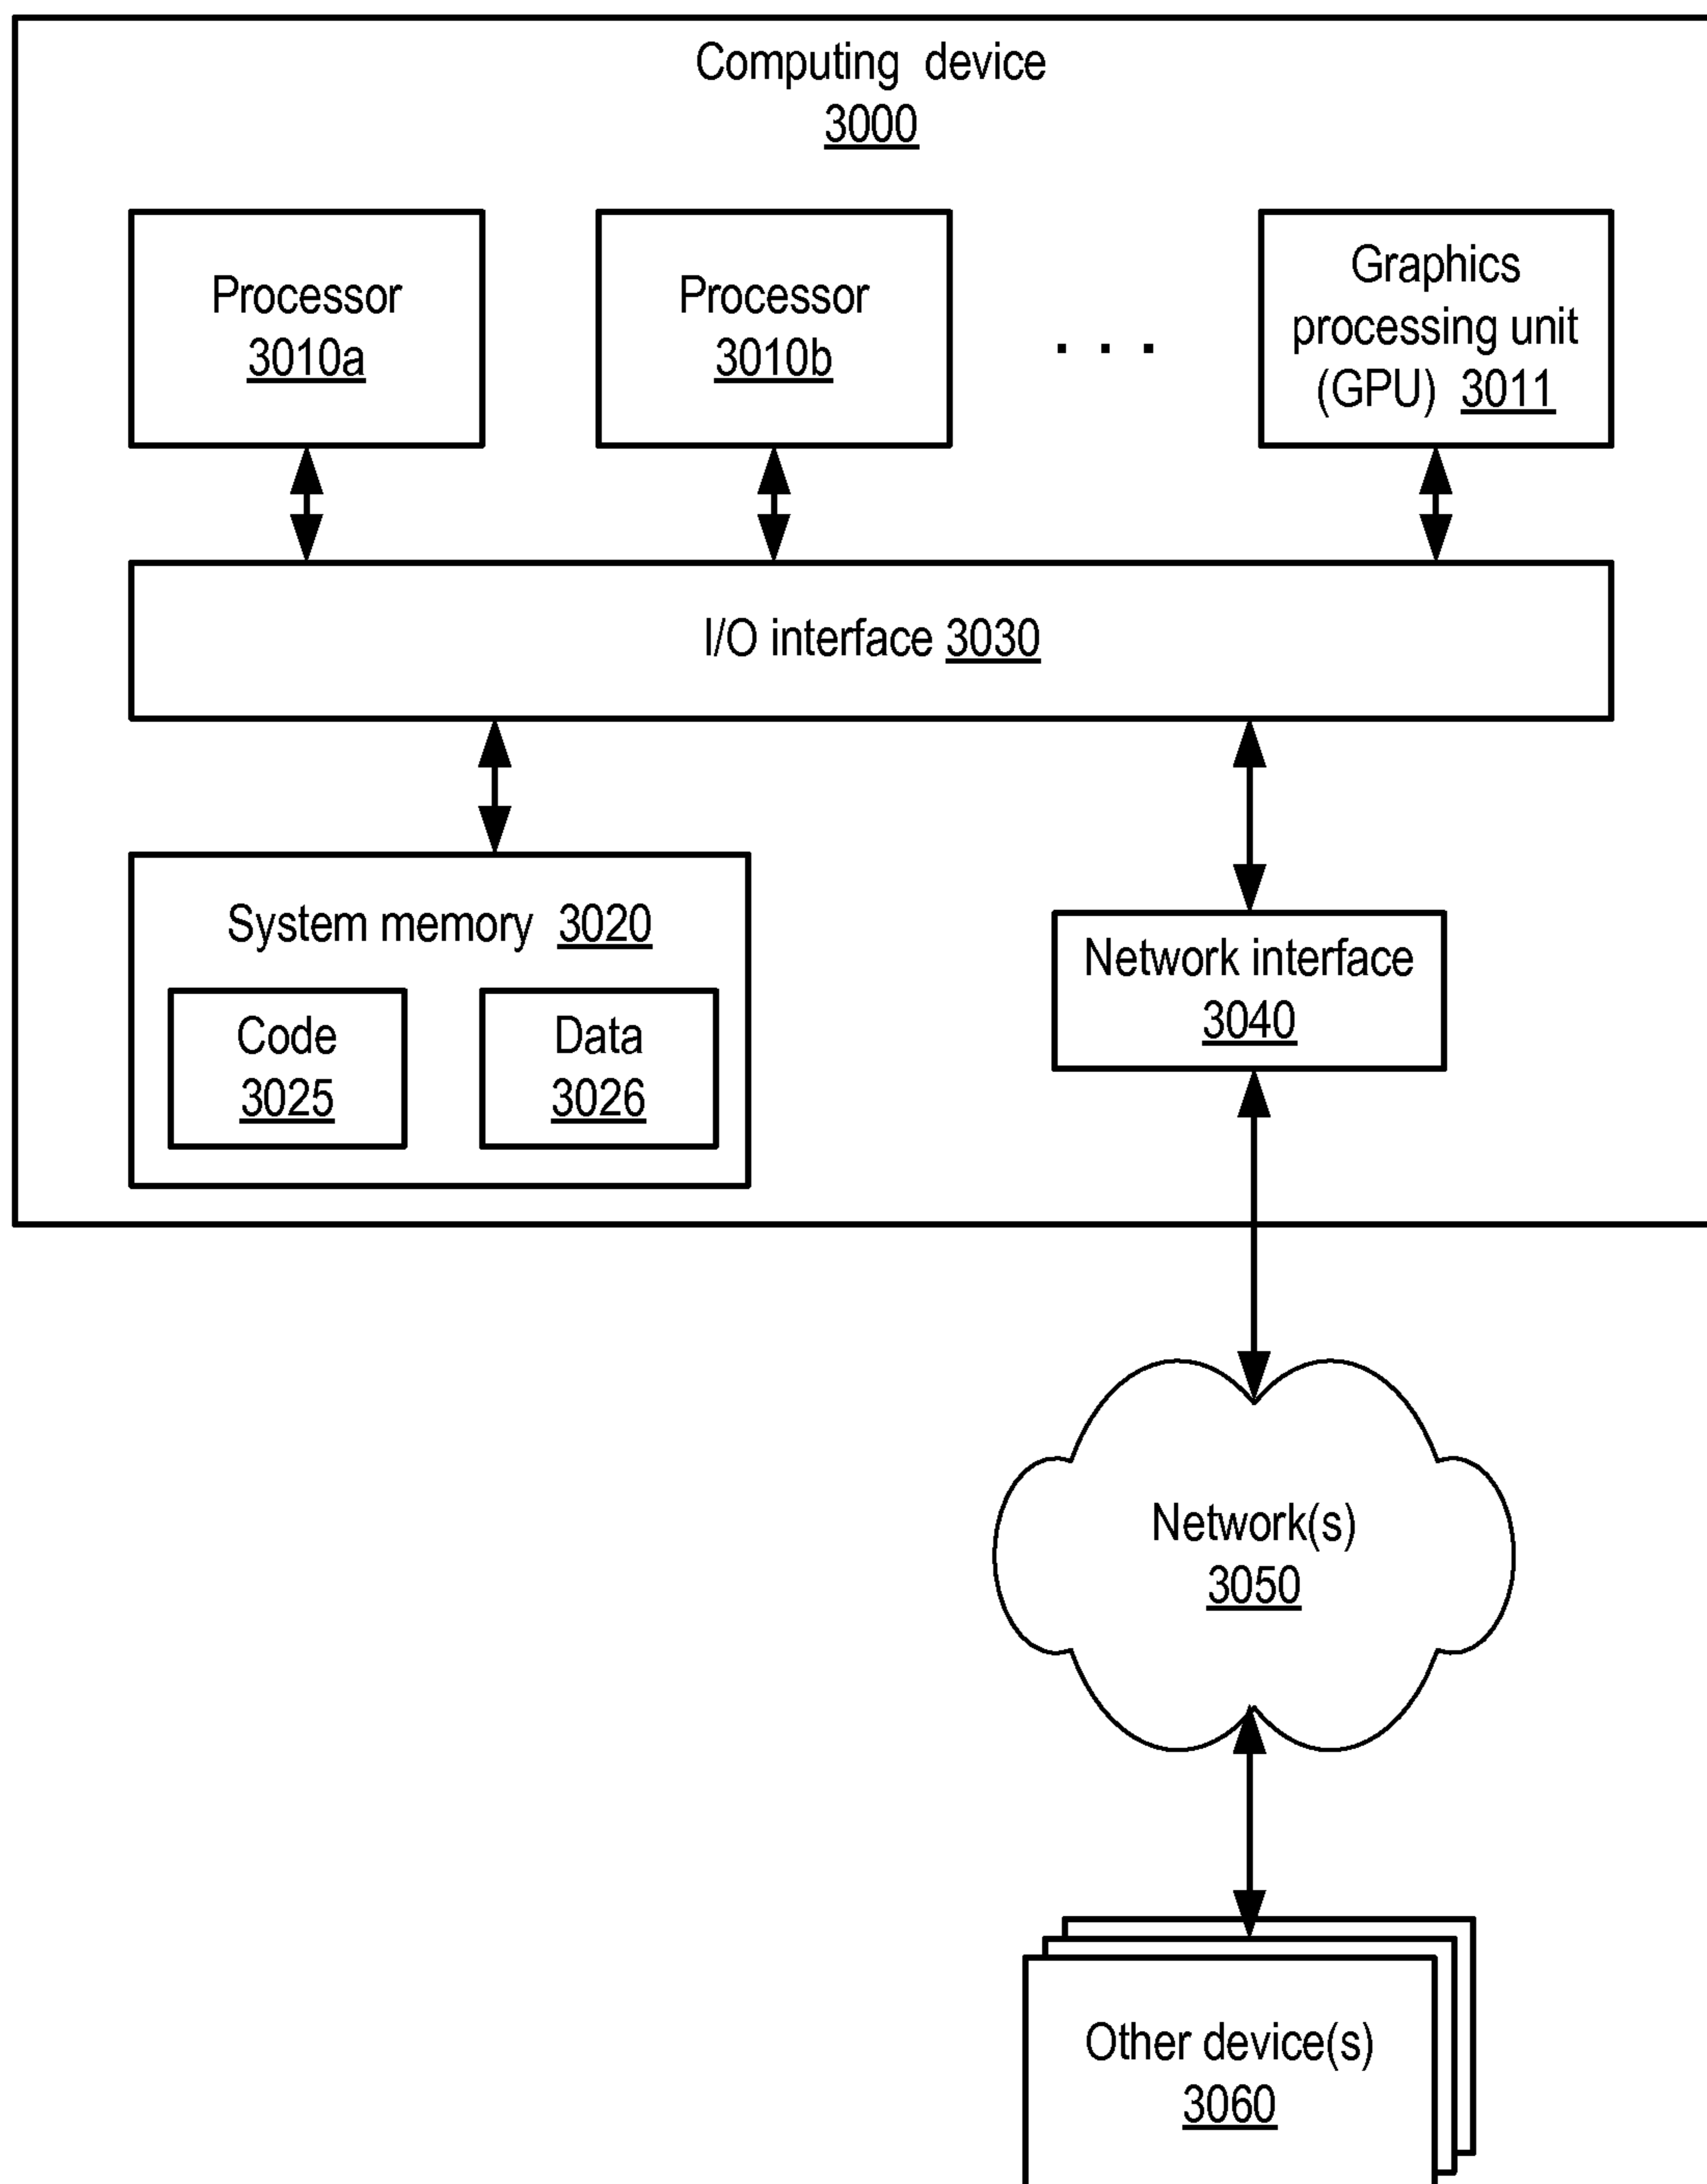 Computing device
3000
Processor
3010a
Processor
3010b
. . .
Graphics
processing unit
(GPU) 3011
I/O interface 3030
System memory 3020
Code
3025
Data
3026
Network interface
3040
Network(s)
3050
Other device(s)
3060